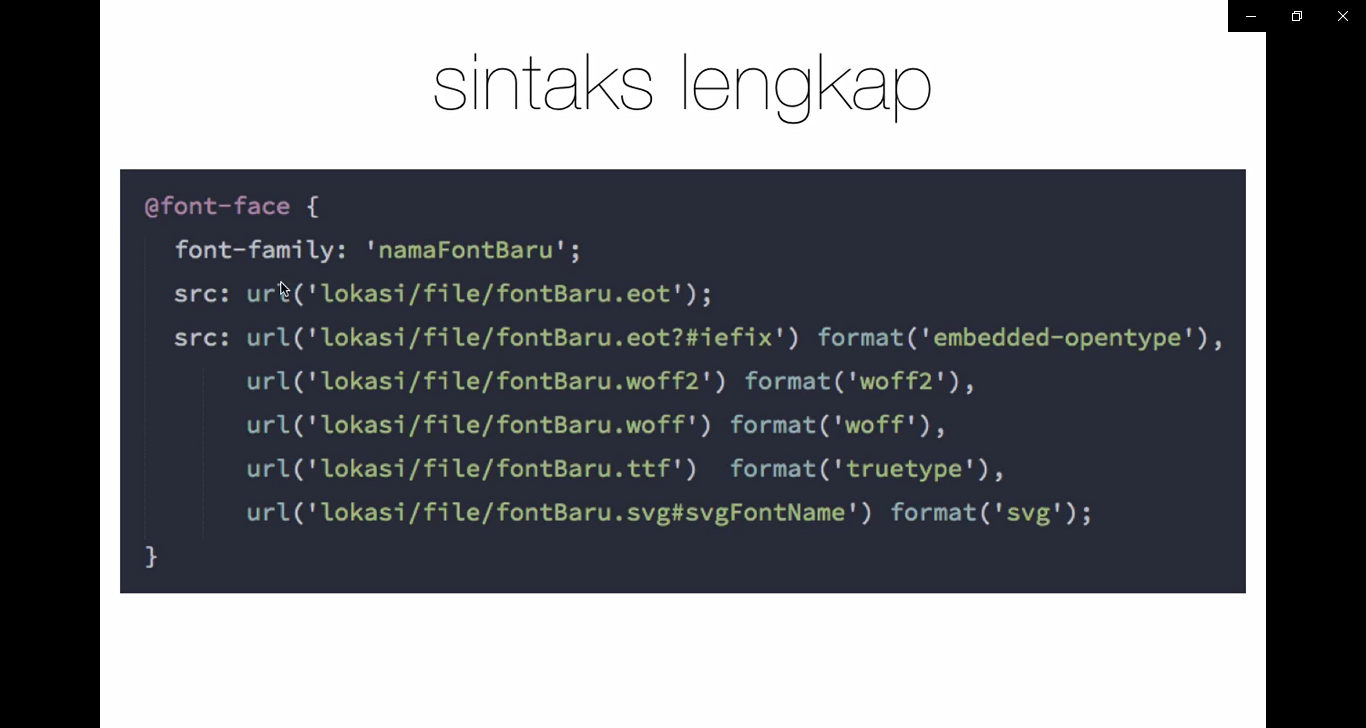 sintaks lengkap
@font-face {
font-family: 'namaFontBaru';
src: url('lokasi/file/fontBaru.eot');
src: url('lokasi/file/fontBaru.eot?#iefix') format('embedded-opentype'),
url('lokasi/file/fontBaru.woff2') format('woff2'),
url('lokasi/file/fontBaru.woff') format('woff'),
url('lokasi/file/fontBaru.ttf')  format('truetype'),
url('lokasi/file/fontBaru.svg#svgFontName') format('svg');
}